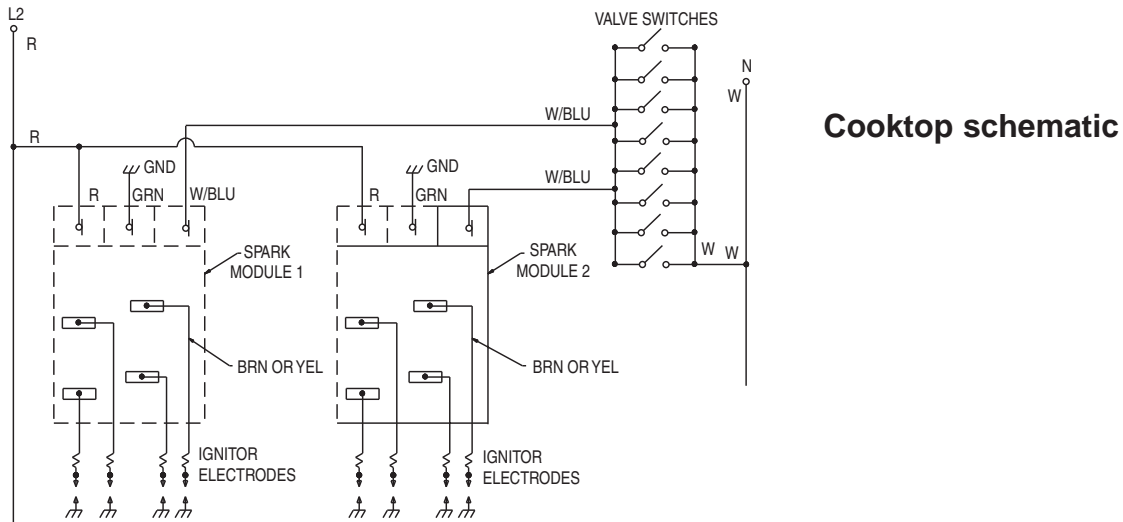 L2
R
VALVE SWITCHES
N
W
W/BLU
Cooktop schematic
R
GND
GND
W/BLU
R
GRN
W/BLU
R
GRN
W
W
SPARK
MODULE 1
SPARK
MODULE 2
BRN OR YEL
BRN OR YEL
IGNITOR
ELECTRODES
IGNITOR
ELECTRODES